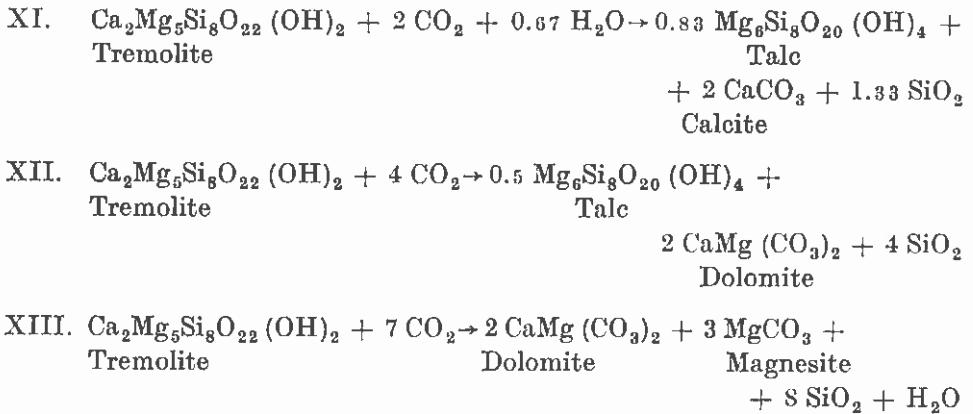 XI. Ca₂Mg₅Si₈O₂₂ (OH)₂ + 2 CO₂ + 0.67 H₂O → 0.83 Mg₆Si₈O₂₀ (OH)₄ +
Tremolite Talc
+ 2 CaCO₃ + 1.33 SiO₂
Calcite
XII. Ca₂Mg₅Si₈O₂₂ (OH)₂ + 4 CO₂ → 0.5 Mg₆Si₈O₂₀ (OH)₄ +
Tremolite Talc
2 CaMg (CO₃)₂ + 4 SiO₂
Dolomite
XIII. Ca₂Mg₅Si₈O₂₂ (OH)₂ + 7 CO₂ → 2 CaMg (CO₃)₂ + 3 MgCO₃ +
Tremolite Dolomite Magnesite
+ 8 SiO₂ + H₂O